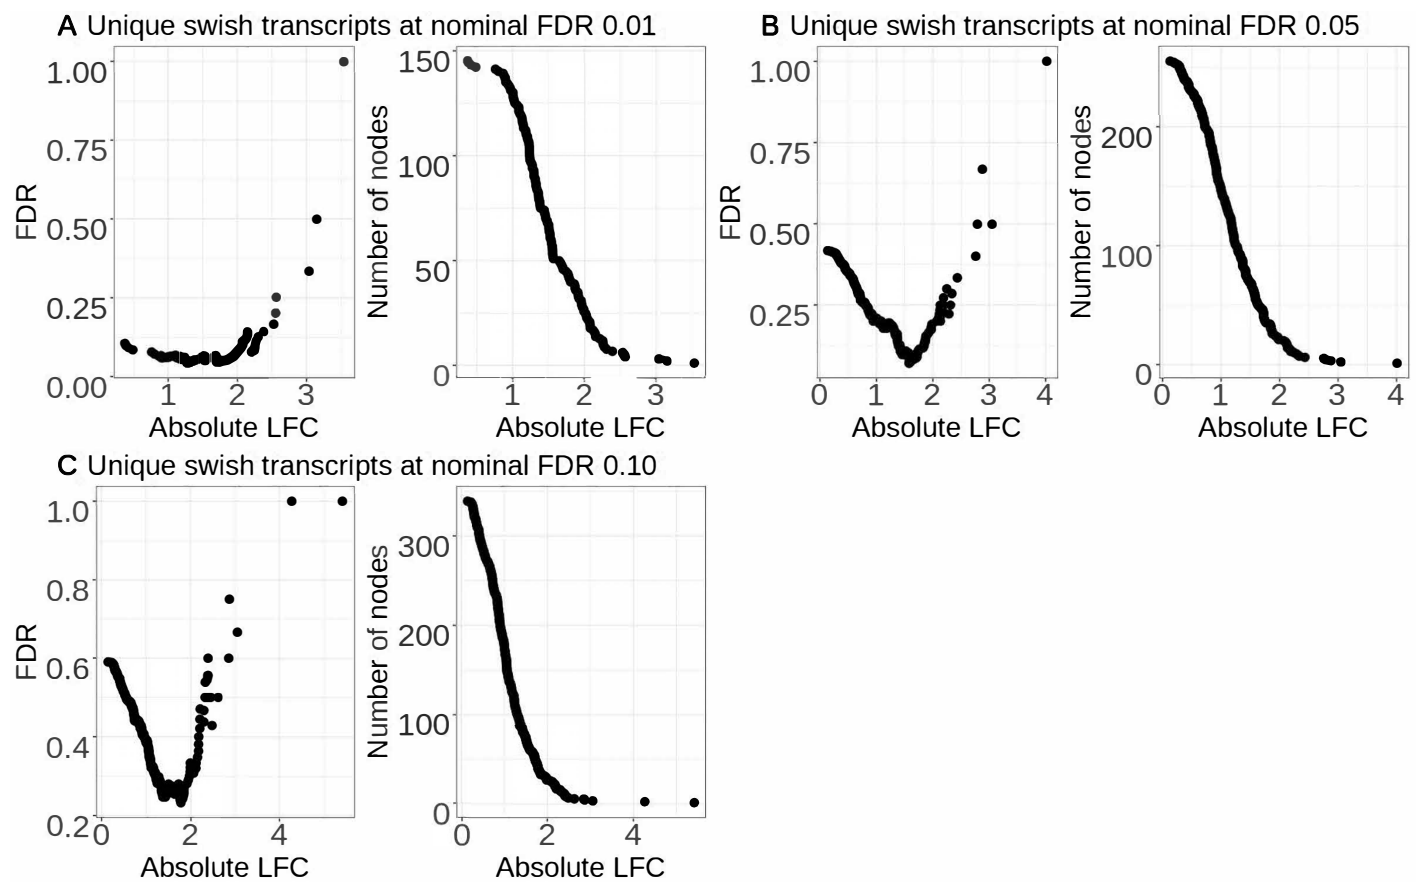 A Unique swish transcripts at nominal FDR 0.01
FDR
1.00
0.75
0.50
0.25
0.00
1 2 3
Absolute LFC
Number of nodes
150
100
50
0
1 2 3
Absolute LFC
B Unique swish transcripts at nominal FDR 0.05
FDR
1.00
0.75
0.50
0.25
0 1 2 3 4
Absolute LFC
Number of nodes
200
100
0
0 1 2 3 4
Absolute LFC
C Unique swish transcripts at nominal FDR 0.10
FDR
1.0
0.8
0.6
0.4
0.2
0 2 4
Absolute LFC
Number of nodes
300
200
100
0
0 2 4
Absolute LFC